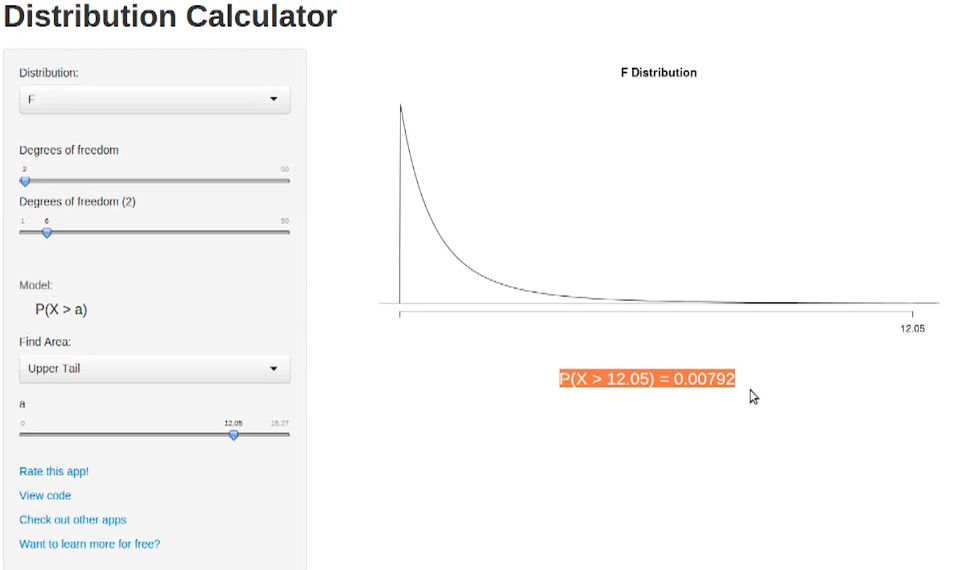 Distribution Calculator
Distribution:
F
Degrees of freedom
2 50
Degrees of freedom (2)
1 6 50
Model:
P(X > a)
Find Area:
Upper Tail
a
0 12.05 15.27
Rate this app!
View code
Check out other apps
Want to learn more for free?
F Distribution
12.05
P(X > 12.05) = 0.00792